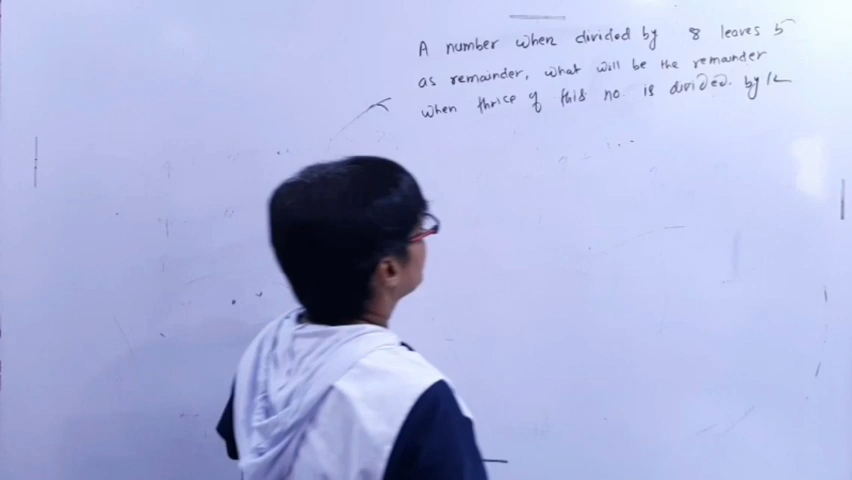 A number when divided by 8 leaves 5
as remainder, what will be the remainder
when thrice of this no. is divided. by 12